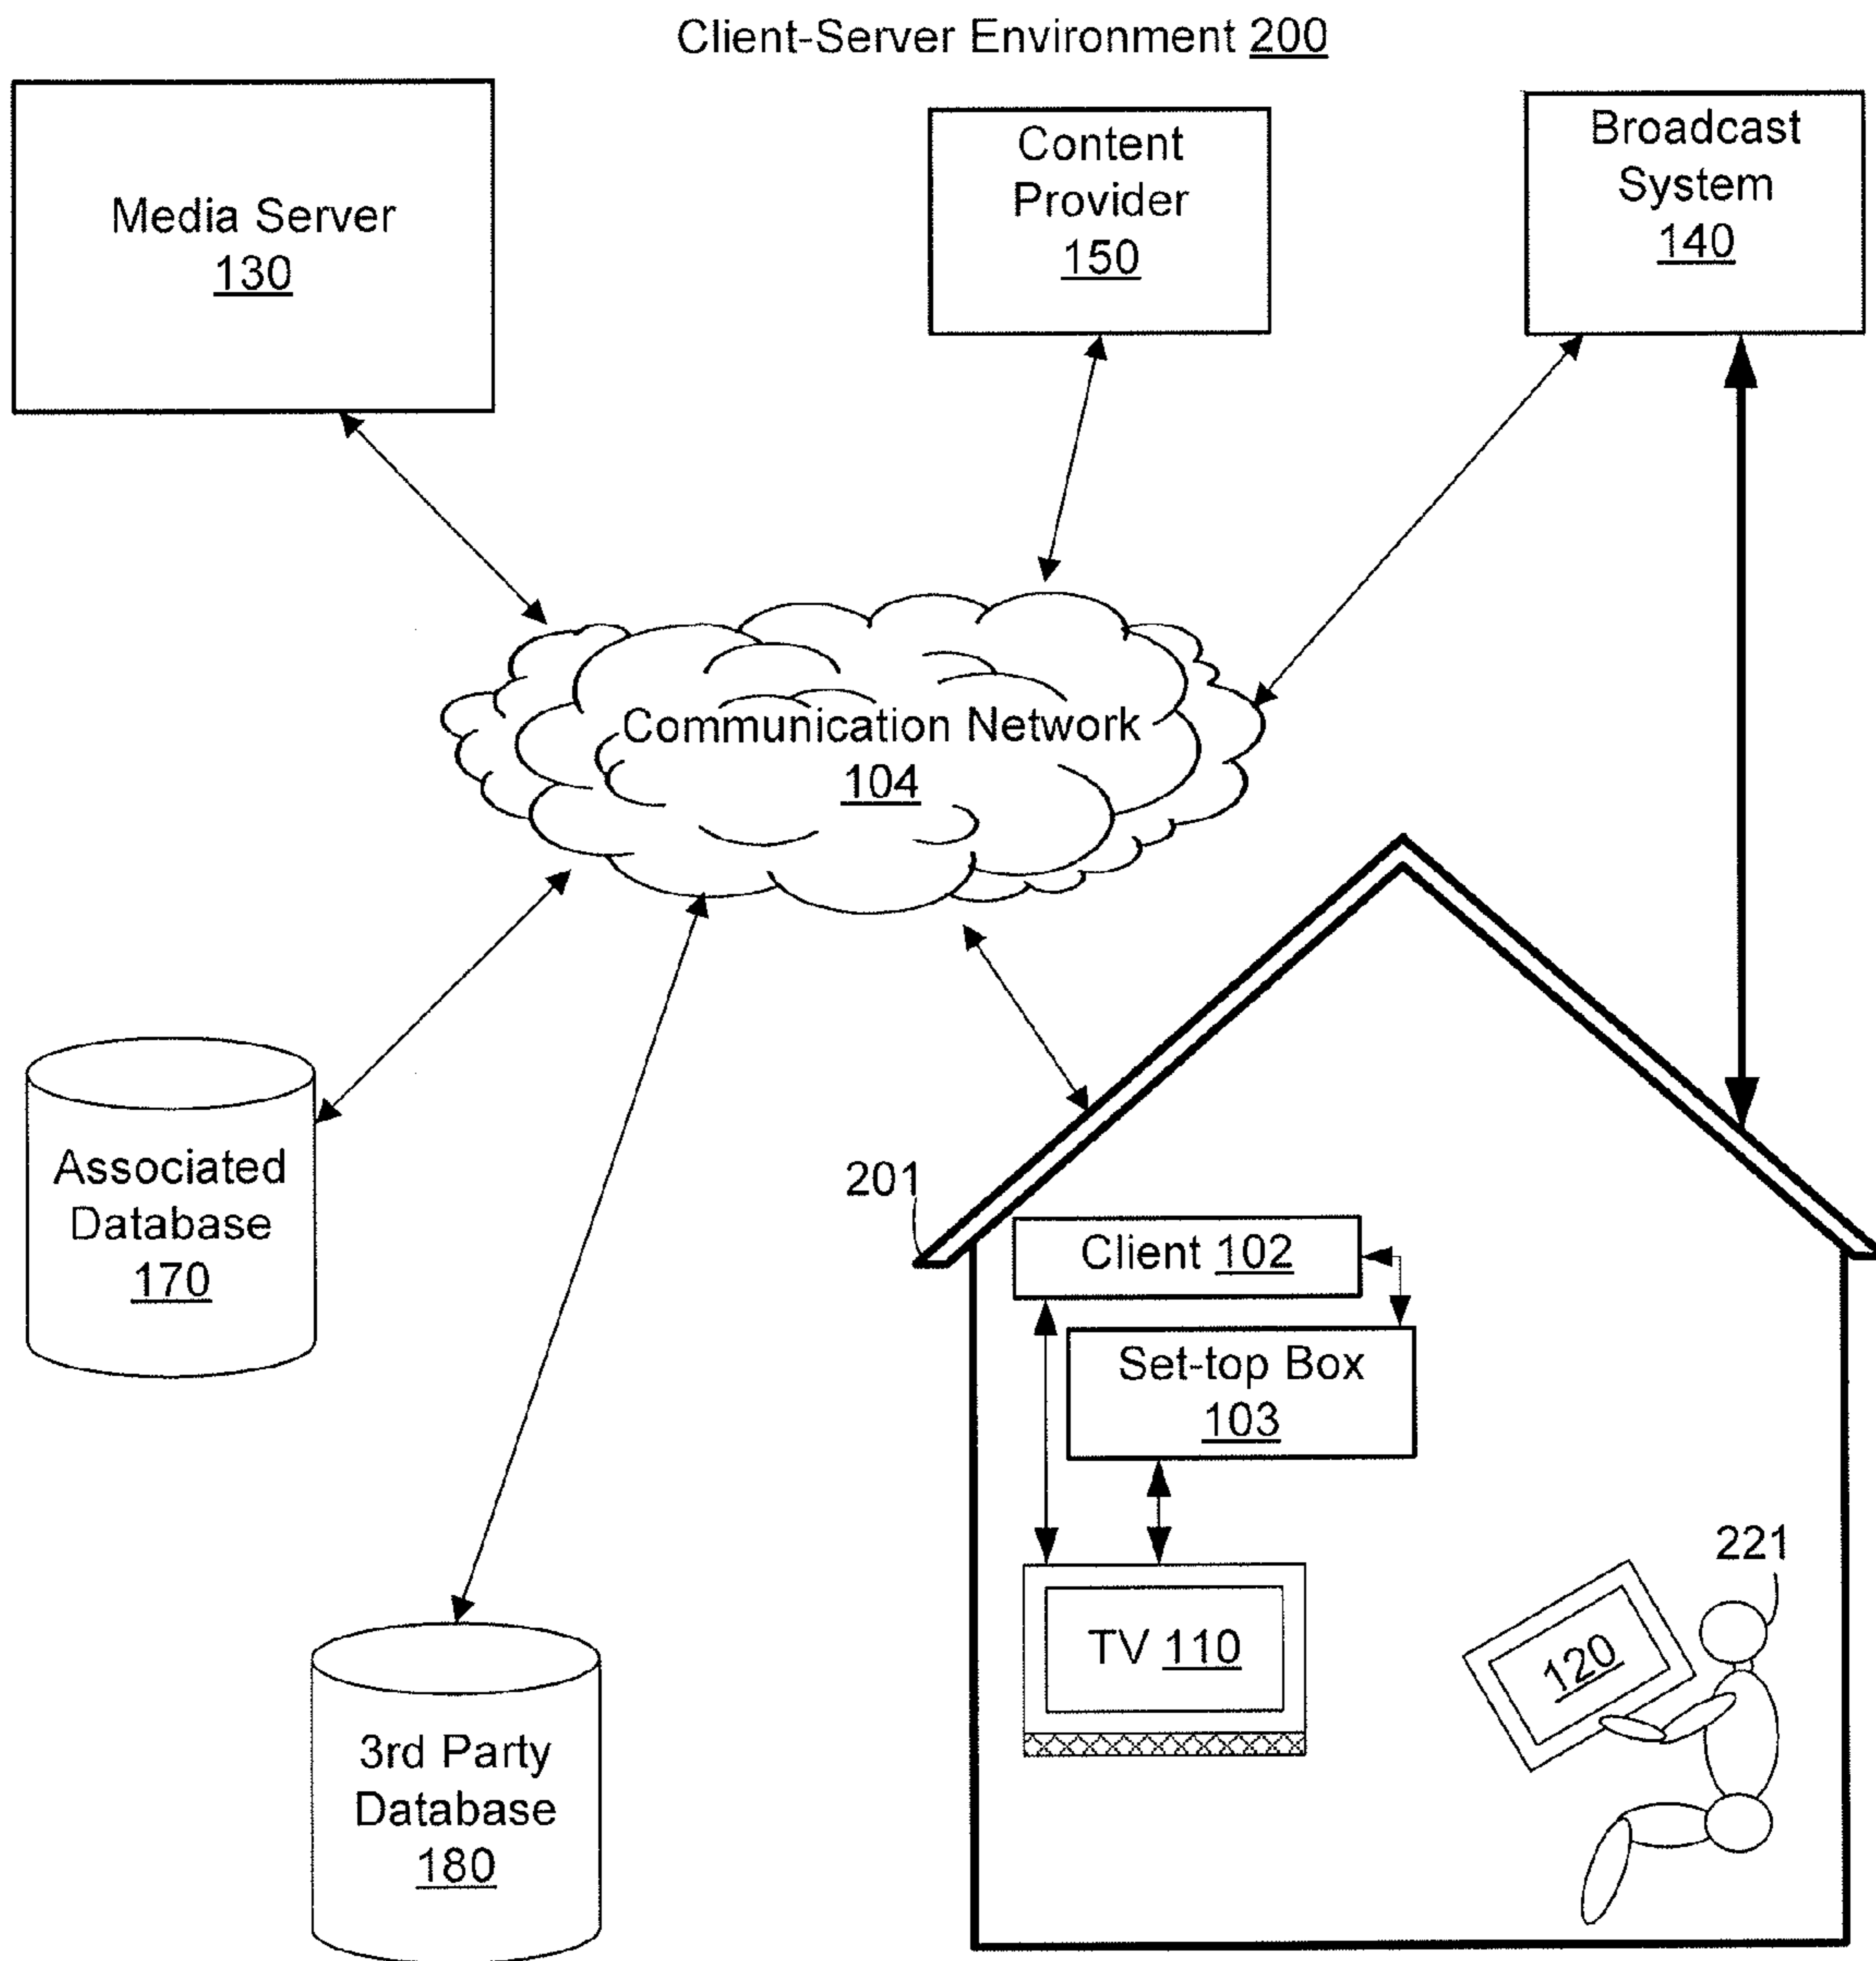 Client-Server Environment 200
Media Server
130
Content
Provider
150
Broadcast
System
140
Communication Network
104
Associated
Database
170
3rd Party
Database
180
201
Client 102
Set-top Box
103
TV 110
120
221